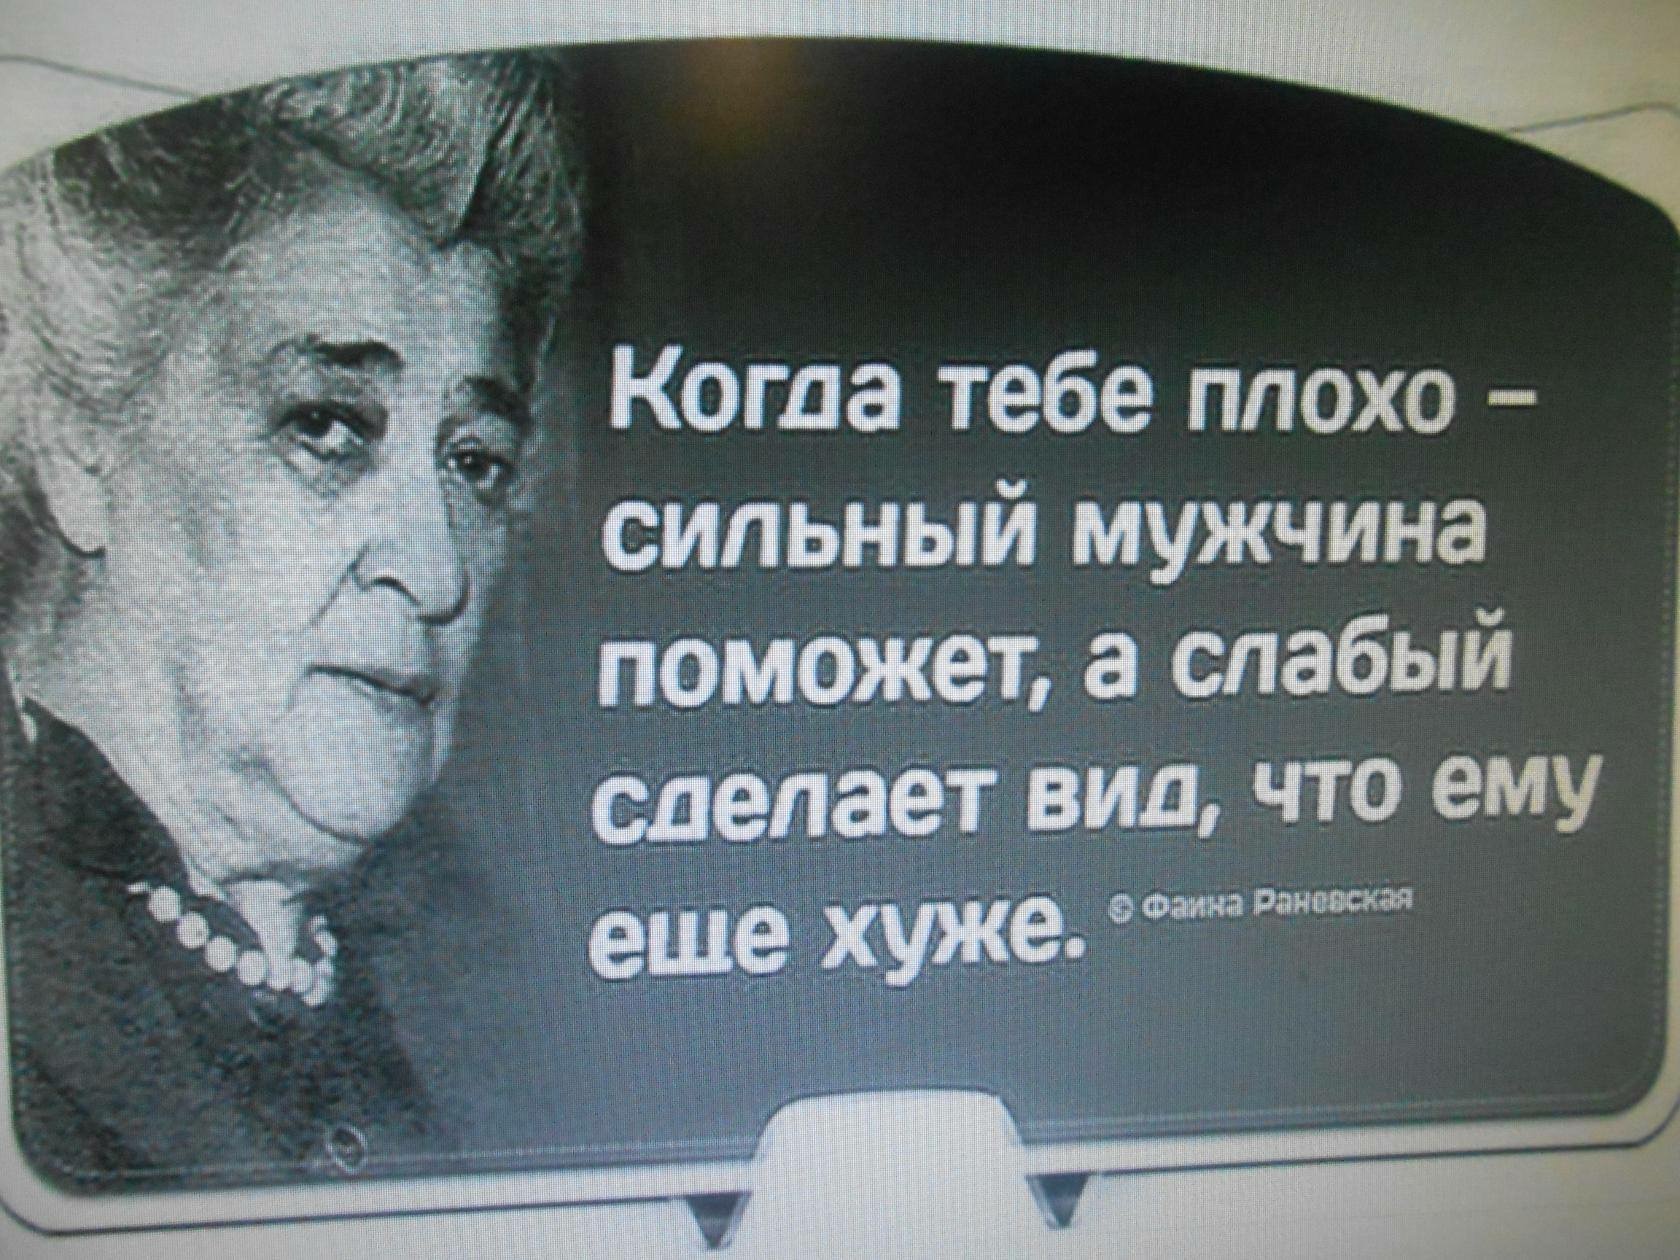 Когда тебе плохо –
сильный мужчина
поможет, а слабый
сделает вид, что ему
еще хуже. © Фаина Раневская